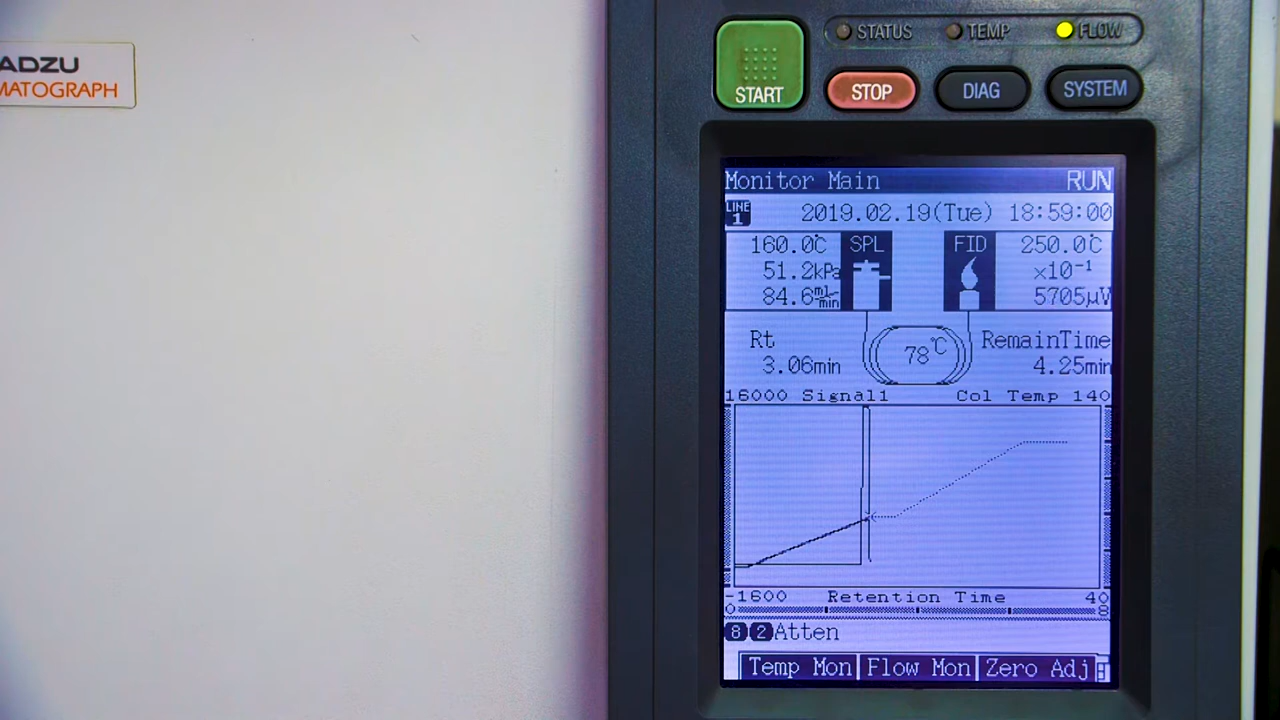 ADZU
MATOGRAPH
STATUS TEMP FLOW
START STOP DIAG SYSTEM
Monitor Main RUN
LINE 1 2019.02.19(Tue) 18:59:00
160.0℃ SPL FID 250.0℃
51.2kPa ×10⁻¹
84.6ml/min 5705μV
Rt 78℃ RemainTime
3.06min 4.25min
16000 Signal1 Col Temp 140
-1600 Retention Time 40
0 8
8 2 Atten
Temp Mon Flow Mon Zero Adj